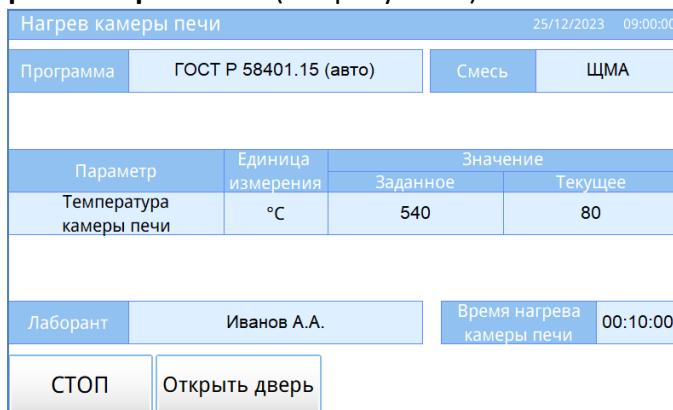 Нагрев камеры печи 25/12/2023 09:00:00
Программа ГОСТ Р 58401.15 (авто) Смесь ЩМА
Параметр Единица измерения Значение
Заданное Текущее
Температура камеры печи °C 540 80
Лаборант Иванов А.А. Время нагрева камеры печи 00:10:00
СТОП Открыть дверь